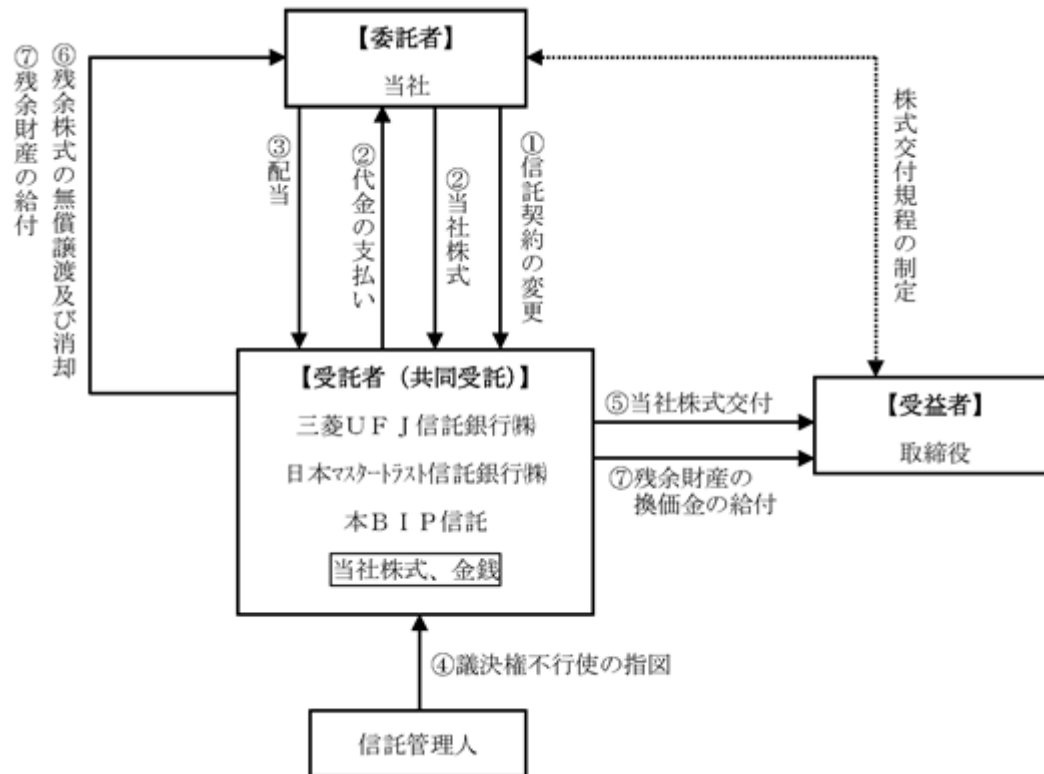 【委託者】
当社
⑦残余財産の給付
⑥残余株式の無償譲渡及び消却
③配当
②代金の支払い
②当社株式
①信託契約の変更
株式交付規程の制定
【受託者（共同受託）】
三菱ＵＦＪ信託銀行㈱
日本ﾏｽﾀｰﾄﾗｽﾄ信託銀行㈱
本ＢＩＰ信託
当社株式、金銭
⑤当社株式交付
⑦残余財産の
換価金の給付
【受益者】
取締役
④議決権不行使の指図
信託管理人